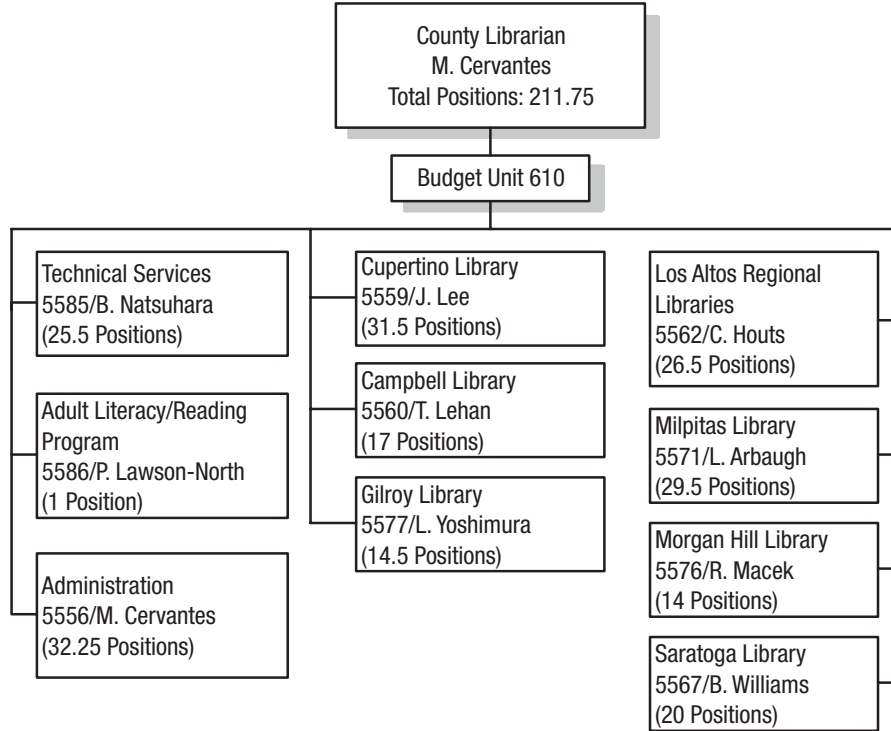 County Librarian
M. Cervantes
Total Positions: 211.75
Budget Unit 610
Technical Services
5585/B. Natsuhara
(25.5 Positions)
Adult Literacy/Reading
Program
5586/P. Lawson-North
(1 Position)
Administration
5556/M. Cervantes
(32.25 Positions)
Cupertino Library
5559/J. Lee
(31.5 Positions)
Campbell Library
5560/T. Lehan
(17 Positions)
Gilroy Library
5577/L. Yoshimura
(14.5 Positions)
Los Altos Regional
Libraries
5562/C. Houts
(26.5 Positions)
Milpitas Library
5571/L. Arbaugh
(29.5 Positions)
Morgan Hill Library
5576/R. Macek
(14 Positions)
Saratoga Library
5567/B. Williams
(20 Positions)